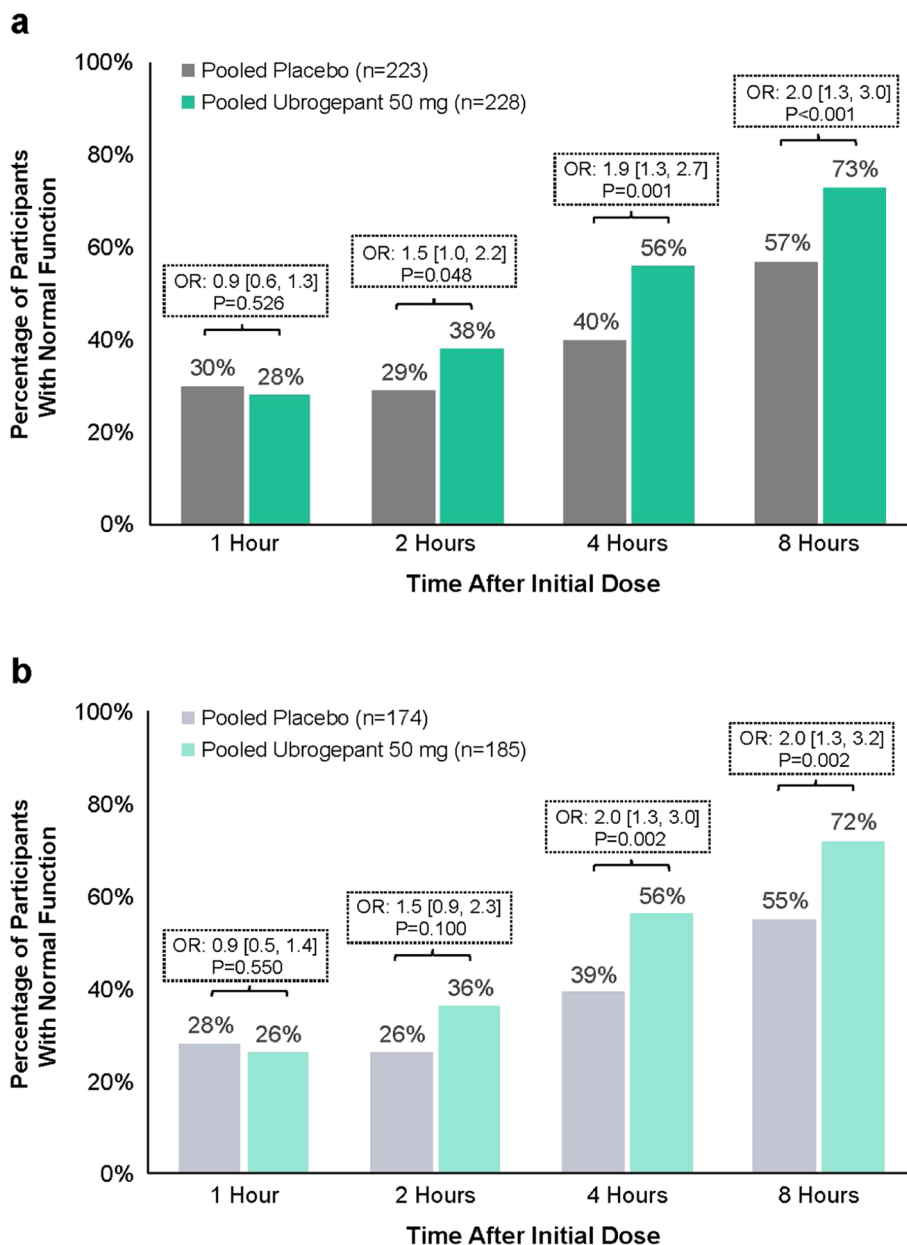 a
100%
Pooled Placebo (n=223)
Pooled Ubrogepant 50 mg (n=228)
OR: 2.0 [1.3, 3.0]
P<0.001
80%
73%
OR: 1.9 [1.3, 2.7]
P=0.001
60%
57%
56%
OR: 1.5 [1.0, 2.2]
P=0.048
OR: 0.9 [0.6, 1.3]
P=0.526
40%
40%
38%
30%
28%
29%
20%
0%
Percentage of Participants
With Normal Function
1 Hour
2 Hours
4 Hours
8 Hours
Time After Initial Dose
b
100%
Pooled Placebo (n=174)
Pooled Ubrogepant 50 mg (n=185)
OR: 2.0 [1.3, 3.2]
P=0.002
80%
72%
OR: 2.0 [1.3, 3.0]
P=0.002
60%
56%
55%
OR: 1.5 [0.9, 2.3]
P=0.100
OR: 0.9 [0.5, 1.4]
P=0.550
40%
39%
36%
28%
26%
26%
20%
0%
Percentage of Participants
With Normal Function
1 Hour
2 Hours
4 Hours
8 Hours
Time After Initial Dose